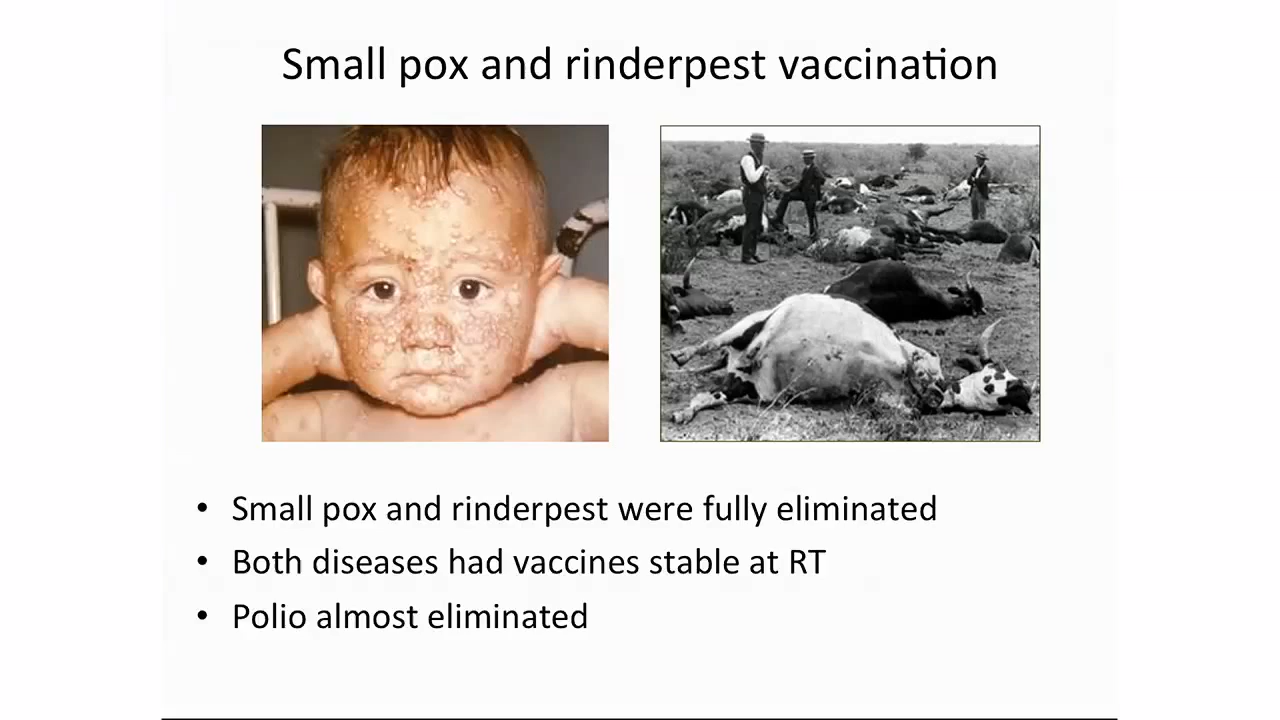 Small pox and rinderpest vaccination
• Small pox and rinderpest were fully eliminated
• Both diseases had vaccines stable at RT
• Polio almost eliminated